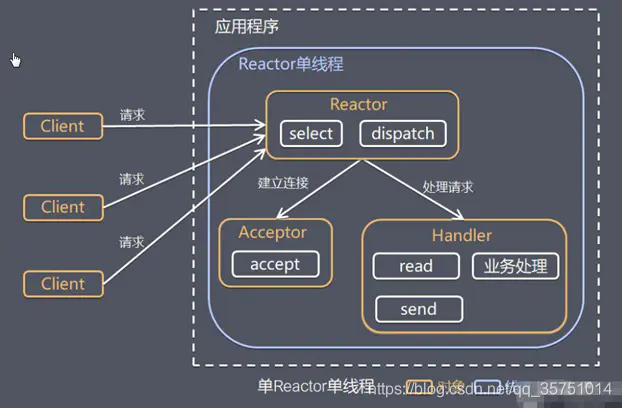 应用程序
Reactor单线程
Reactor
select
dispatch
Client
请求
Client
请求
Client
请求
建立连接
处理请求
Acceptor
accept
Handler
read
业务处理
send
单Reactor单线程
对象
https://blog.csdn.net/qq_35751014